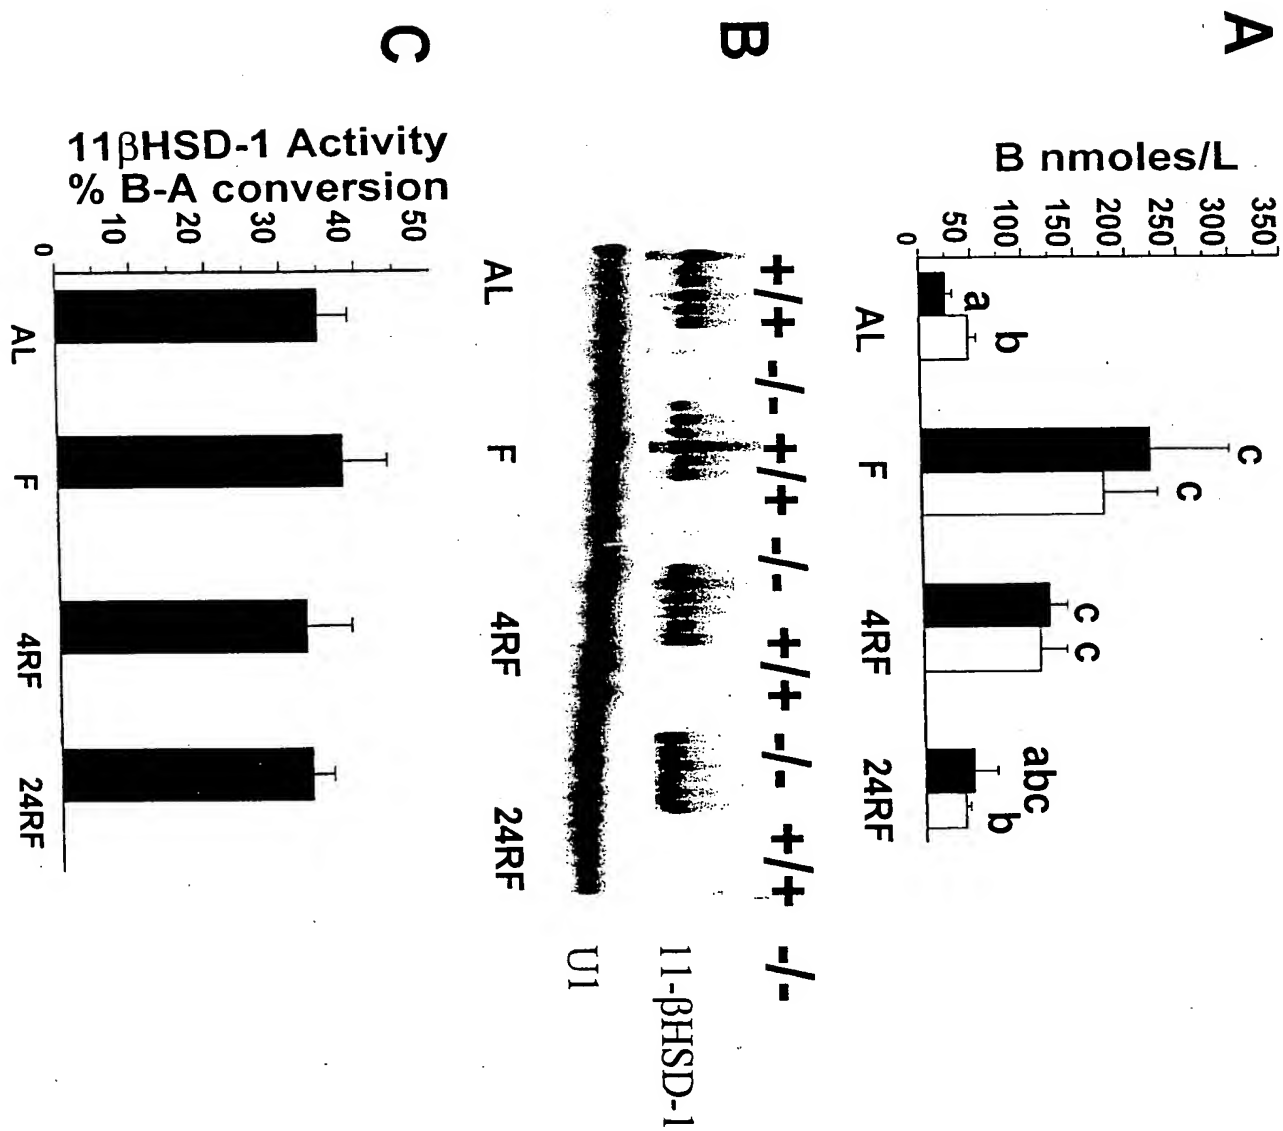 A
B nmoles/L
350
300
250
200
150
100
50
0
a
b
c
c
c
c
abc
b
AL
F
4RF
24RF
B
+/+ -/- +/+ -/- +/+ -/- +/+ -/-
11-βHSD-1
U1
AL
F
4RF
24RF
C
11βHSD-1 Activity
% B-A conversion
50
40
30
20
10
0
AL
F
4RF
24RF